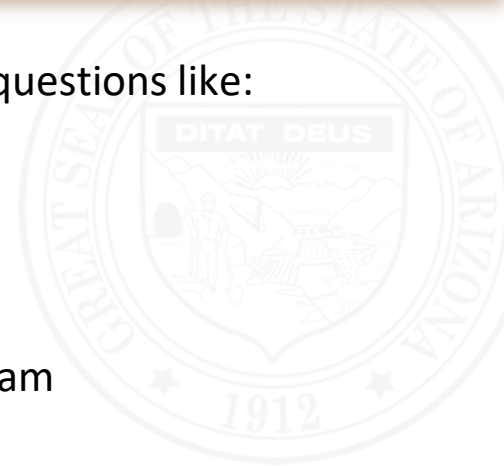 questions like:
GREAT SEAL OF THE STATE OF ARIZONA
DITAT DEUS
am
1912